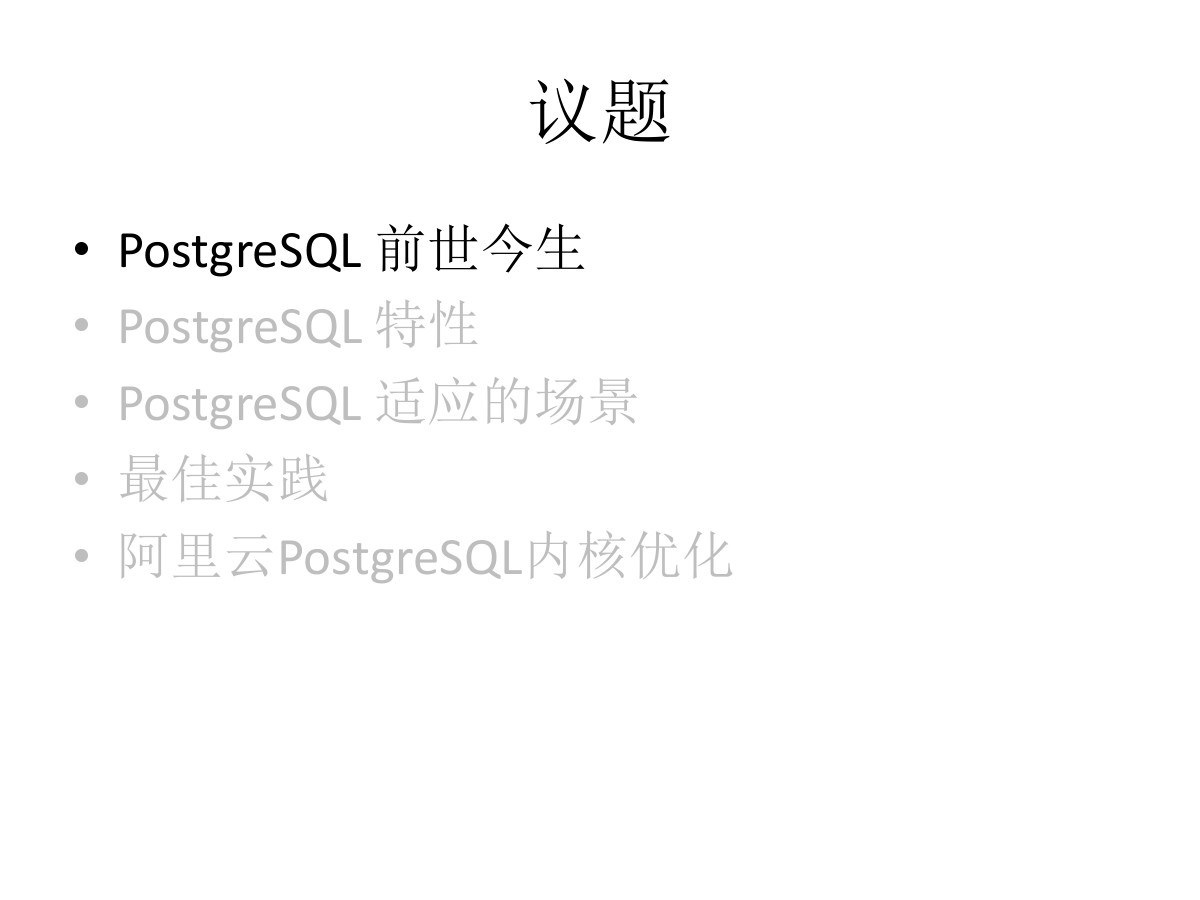 议题
• PostgreSQL 前世今生
• PostgreSQL 特性
• PostgreSQL 适应的场景
• 最佳实践
• 阿里云PostgreSQL内核优化